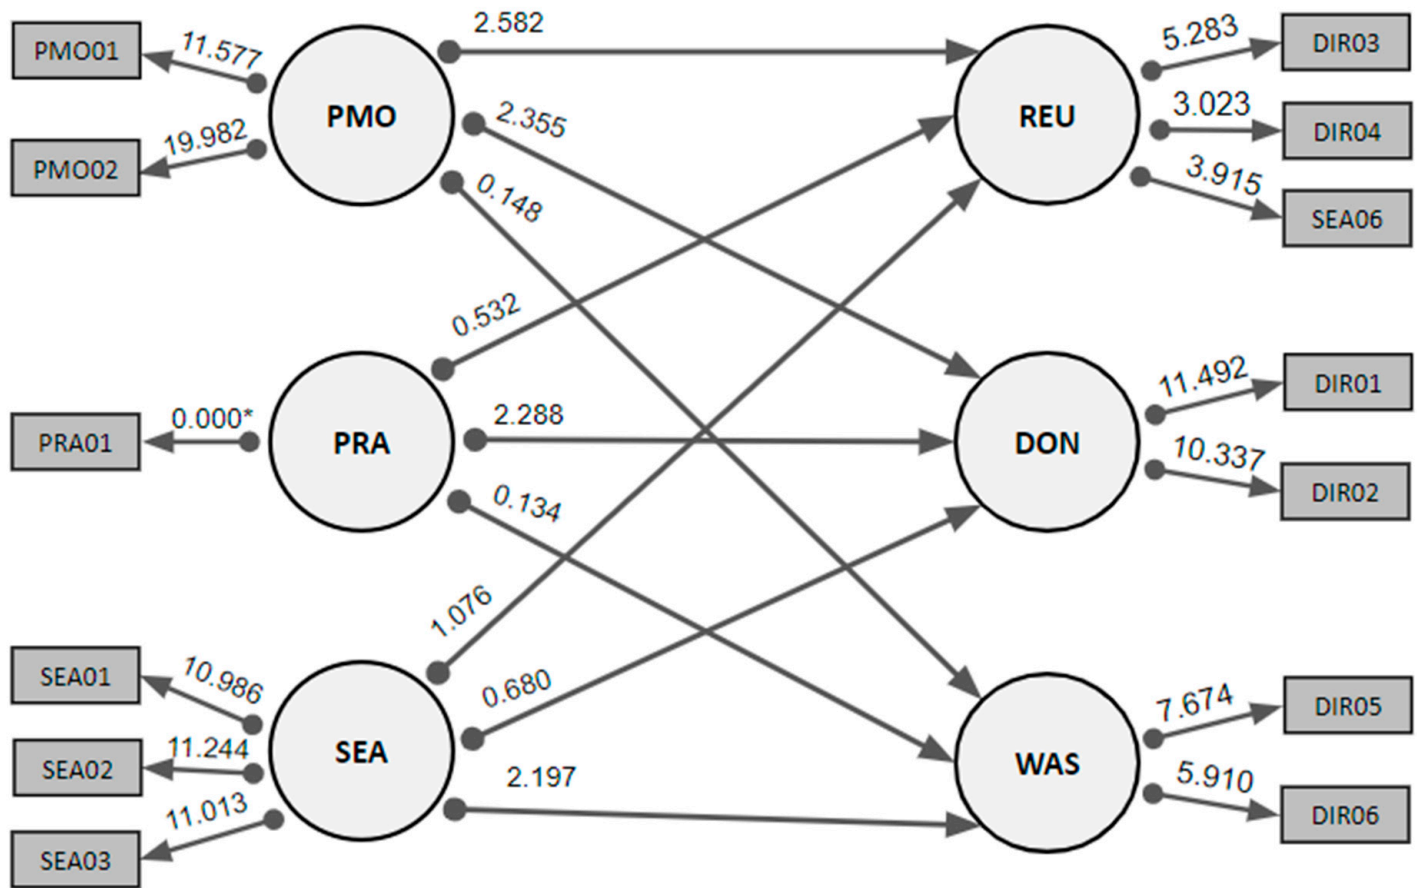 PMO01
11.577
PMO02
19.982
PMO
2.582
2.355
0.148
REU
5.283
DIR03
3.023
DIR04
3.915
SEA06
PRA01
0.000*
PRA
0.532
2.288
0.134
DON
11.492
DIR01
10.337
DIR02
SEA01
10.986
SEA02
11.244
SEA03
11.013
SEA
1.076
0.680
2.197
WAS
7.674
DIR05
5.910
DIR06